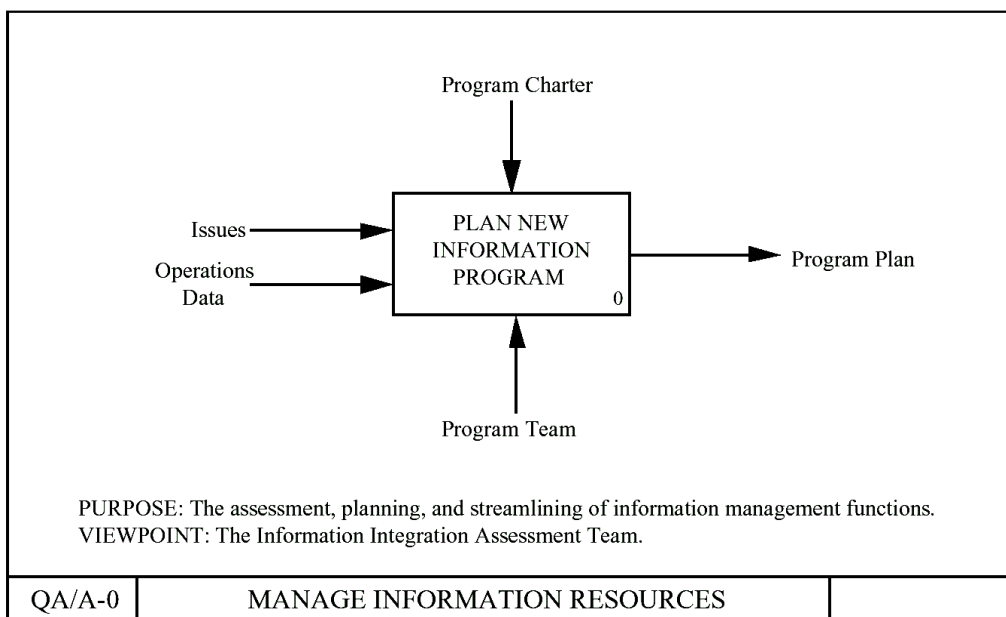 Program Charter
PLAN NEW
INFORMATION
PROGRAM
0
Issues
Operations
Data
Program Plan
Program Team
PURPOSE: The assessment, planning, and streamlining of information management functions.
VIEWPOINT: The Information Integration Assessment Team.
QA/A-0
MANAGE INFORMATION RESOURCES